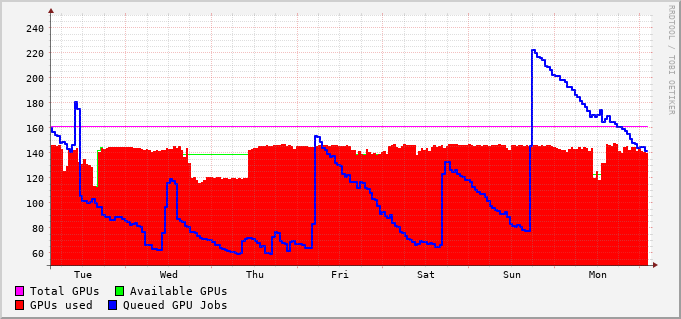 RRDTOOL / TOBI OETIKER
240
220
200
180
160
140
120
100
80
60
Tue Wed Thu Fri Sat Sun Mon
Total GPUs Available GPUs
GPUs used Queued GPU Jobs